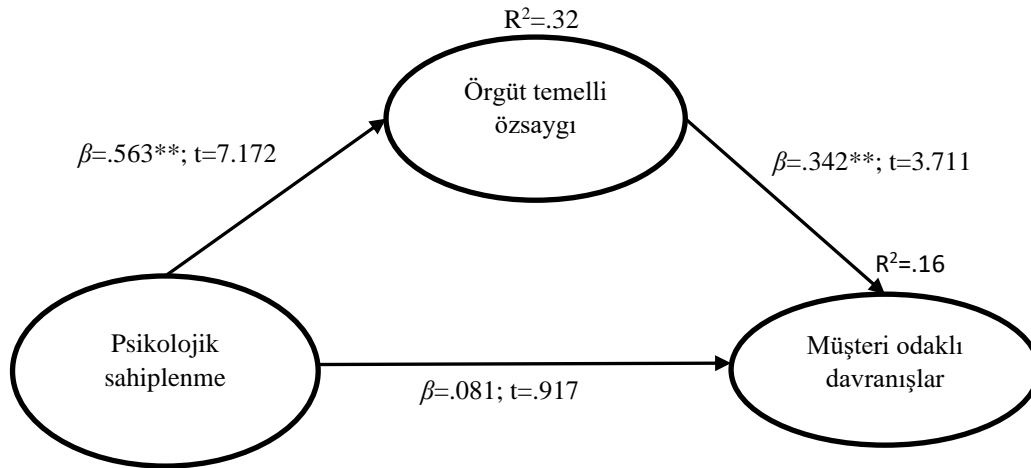 R²=.32
Örgüt temelli
özsaygı
β=.563**; t=7.172
β=.342**; t=3.711
R²=.16
Psikolojik
sahiplenme
Müşteri odaklı
davranışlar
β=.081; t=.917